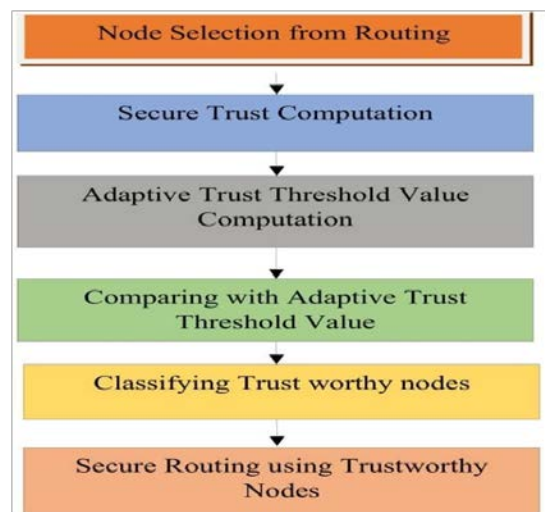 Node Selection from Routing
Secure Trust Computation
Adaptive Trust Threshold Value
Computation
Comparing with Adaptive Trust
Threshold Value
Classifying Trust worthy nodes
Secure Routing using Trustworthy
Nodes